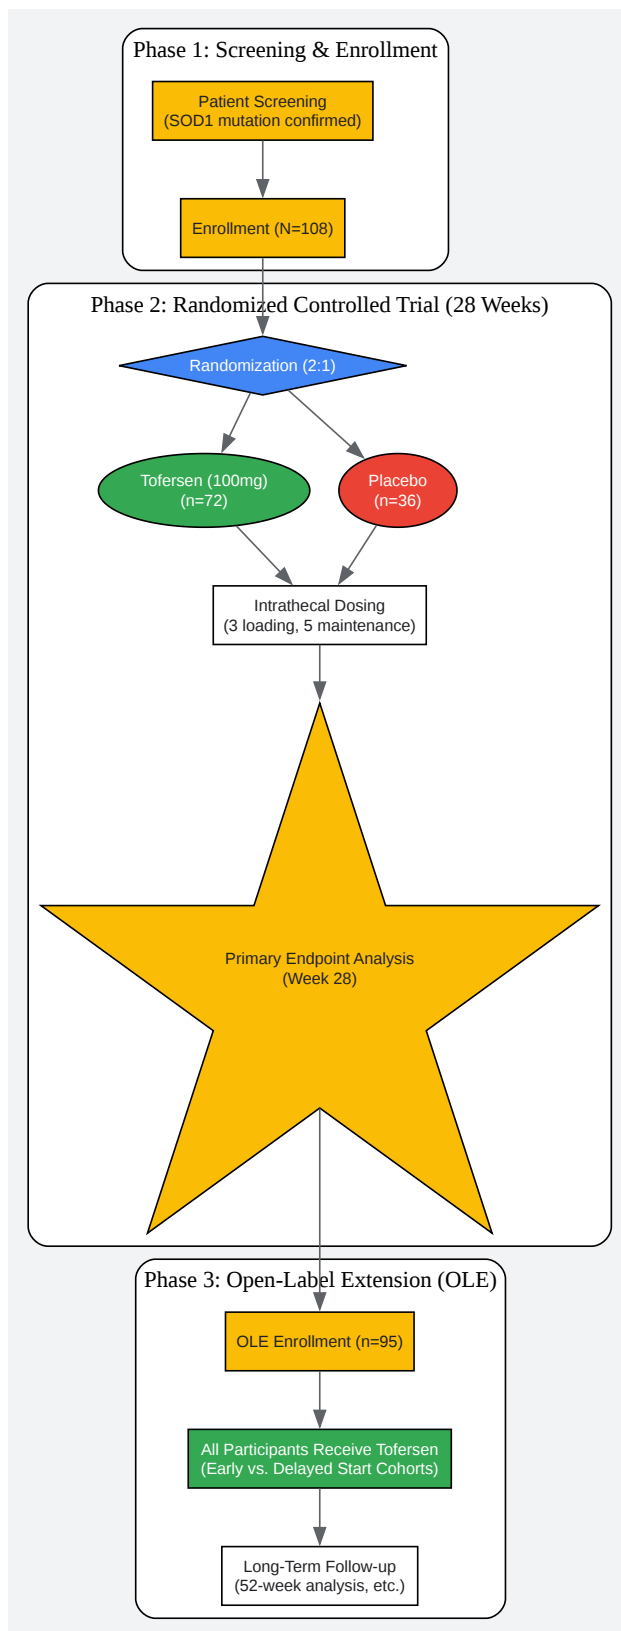 Phase 1: Screening & Enrollment
Patient Screening
(SOD1 mutation confirmed)
Enrollment (N=108)
Phase 2: Randomized Controlled Trial (28 Weeks)
Randomization (2:1)
Tofersen (100mg)
(n=72)
Placebo
(n=36)
Intrathecal Dosing
(3 loading, 5 maintenance)
Primary Endpoint Analysis
(Week 28)
Phase 3: Open-Label Extension (OLE)
OLE Enrollment (n=95)
All Participants Receive Tofersen
(Early vs. Delayed Start Cohorts)
Long-Term Follow-up
(52-week analysis, etc.)